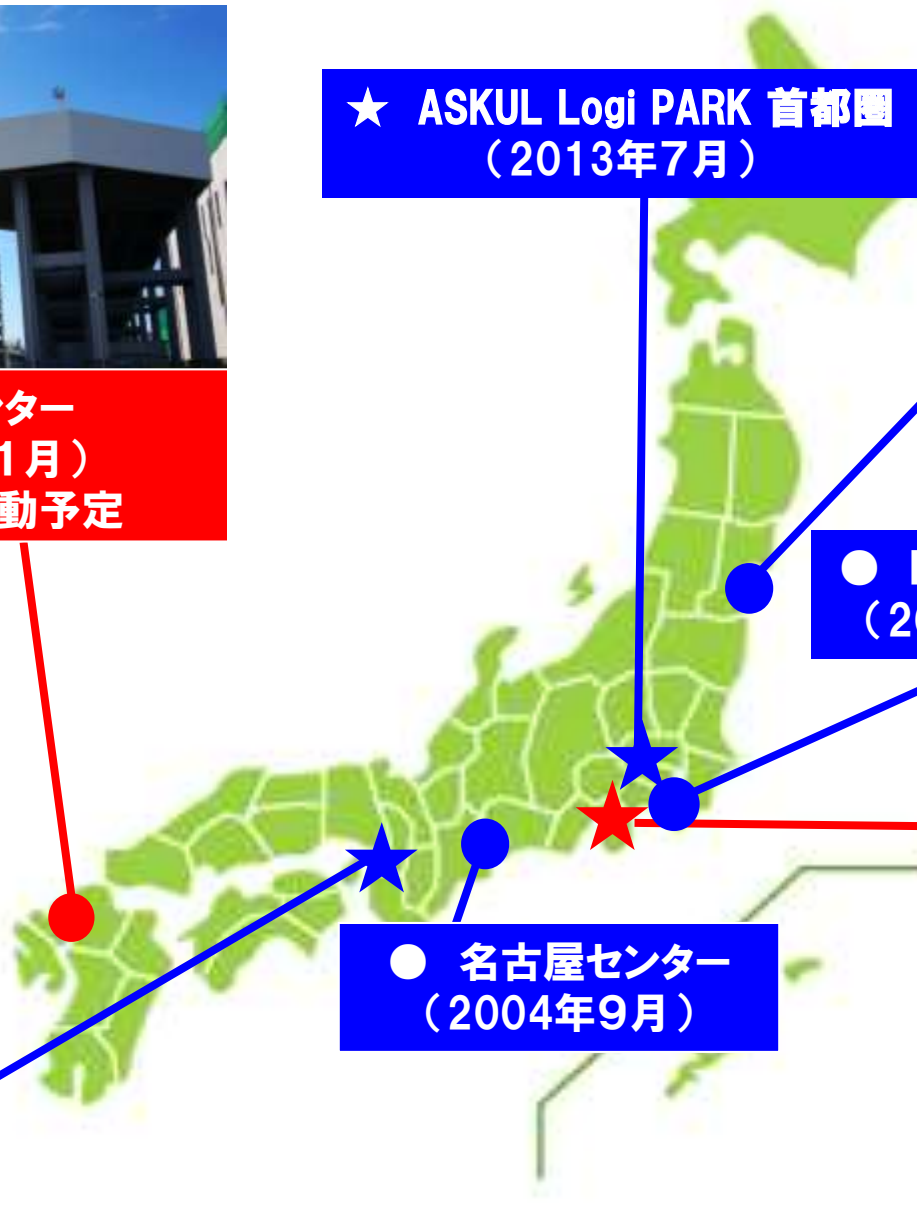 ★ ASKUL Logi PARK 首都圏
（2013年7月）
ター
1月）
動予定
●
（2
● 名古屋センター
（2004年9月）